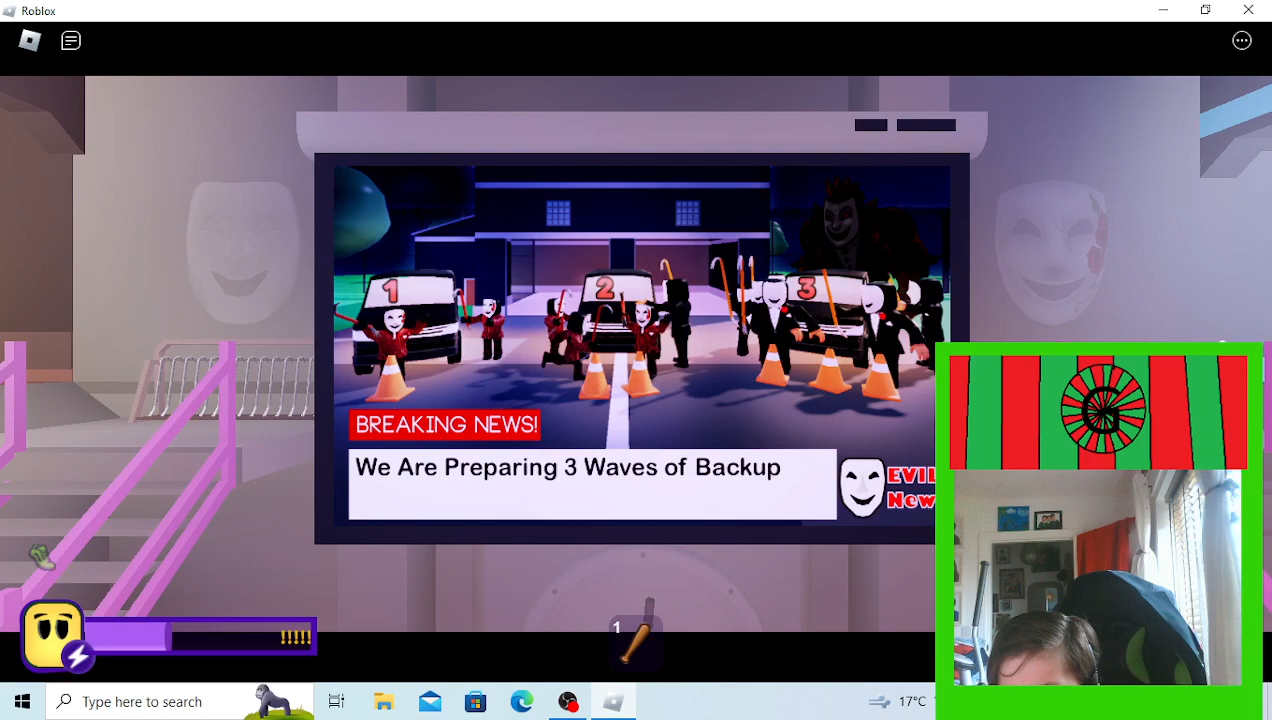 Roblox
1
2
3
BREAKING NEWS!
We Are Preparing 3 Waves of Backup
EVIL
New
G
!!!!!
1
Type here to search
17°C